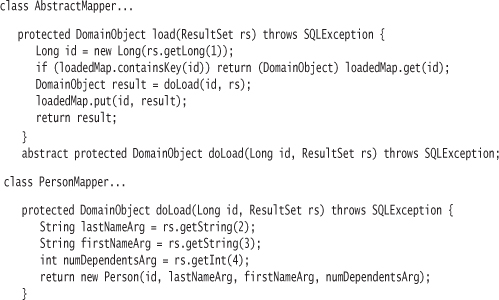 class AbstractMapper...
protected DomainObject load(ResultSet rs) throws SQLException {
Long id = new Long(rs.getLong(1));
if (loadedMap.containsKey(id)) return (DomainObject) loadedMap.get(id);
DomainObject result = doLoad(id, rs);
loadedMap.put(id, result);
return result;
}
abstract protected DomainObject doLoad(Long id, ResultSet rs) throws SQLException;
class PersonMapper...
protected DomainObject doLoad(Long id, ResultSet rs) throws SQLException {
String lastNameArg = rs.getString(2);
String firstNameArg = rs.getString(3);
int numDependentsArg = rs.getInt(4);
return new Person(id, lastNameArg, firstNameArg, numDependentsArg);
}